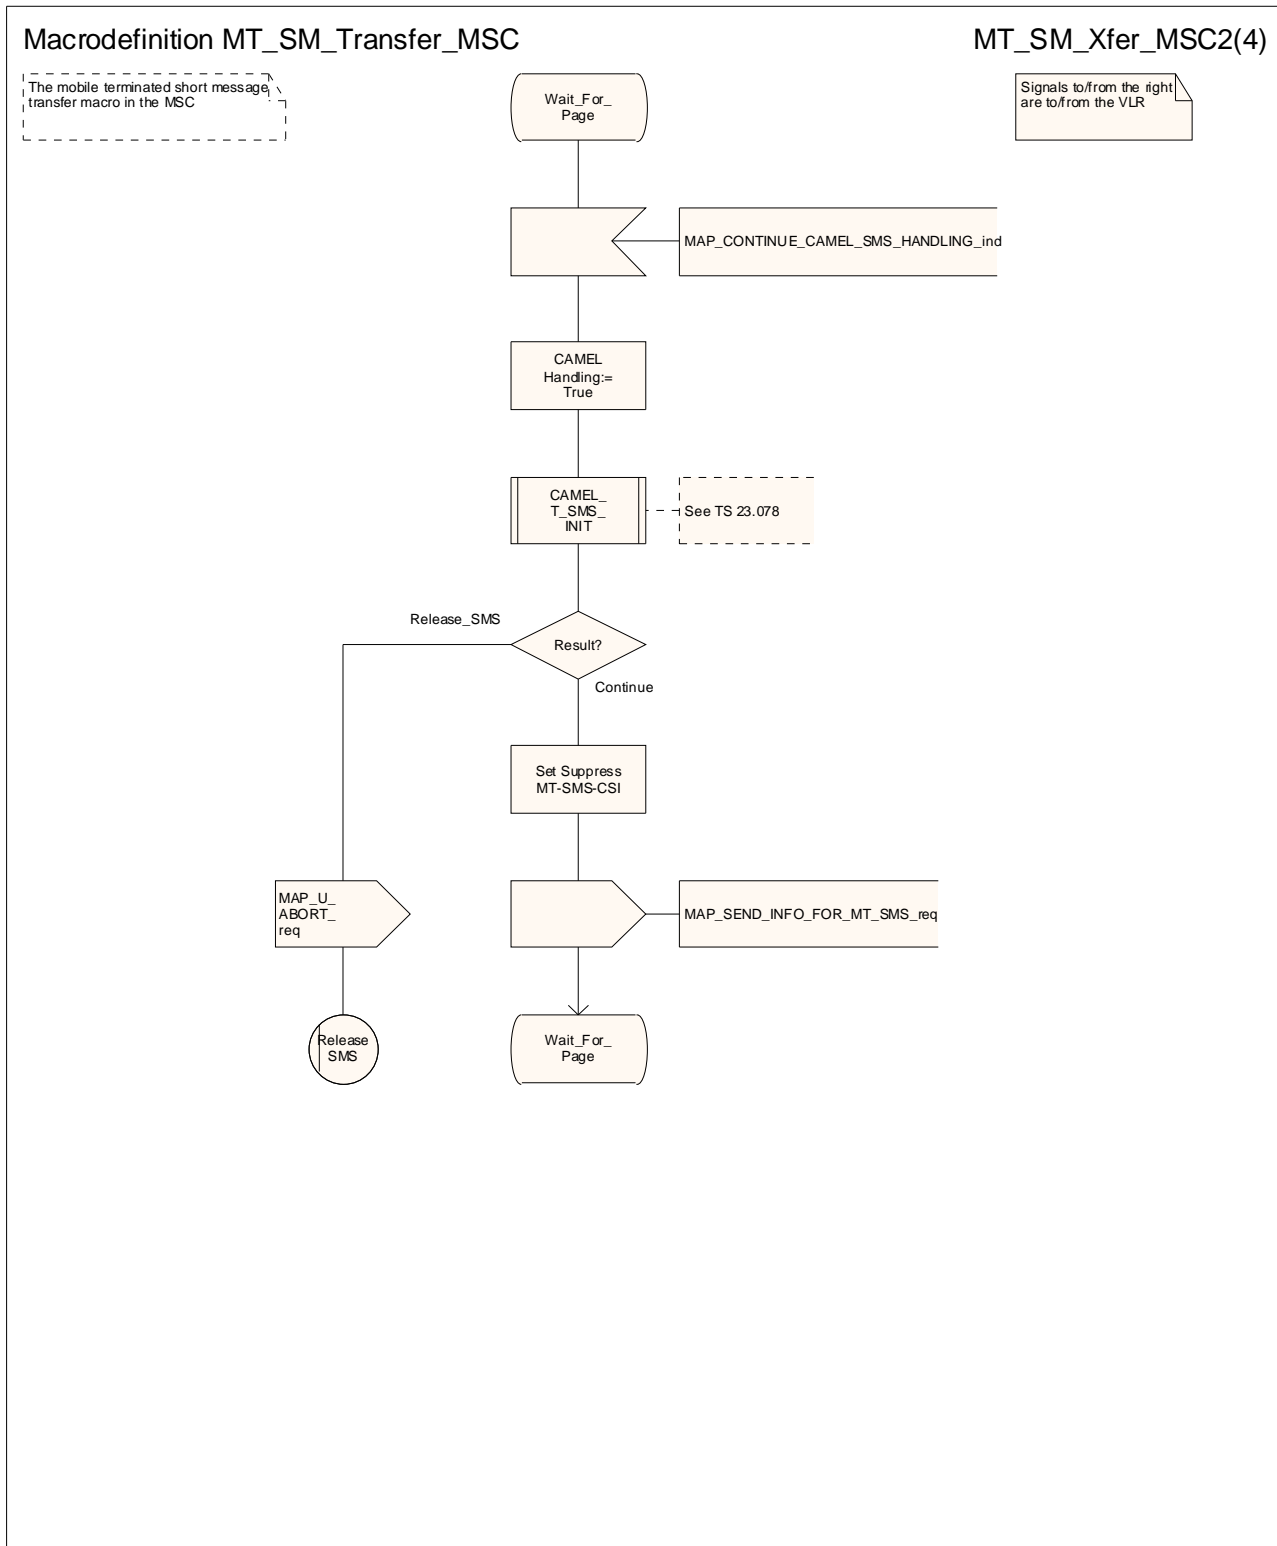 Macrodefinition MT_SM_Transfer_MSC
MT_SM_Xfer_MSC2(4)
The mobile terminated short message
transfer macro in the MSC
Wait_For_
Page
Signals to/from the right
are to/from the VLR
MAP_CONTINUE_CAMEL_SMS_HANDLING_ind
CAMEL
Handling:=
True
CAMEL_
T_SMS_
INIT
See TS 23.078
Release_SMS
Result?
Continue
Set Suppress
MT-SMS-CSI
MAP_U_
ABORT_
req
MAP_SEND_INFO_FOR_MT_SMS_req
Release
SMS
Wait_For_
Page